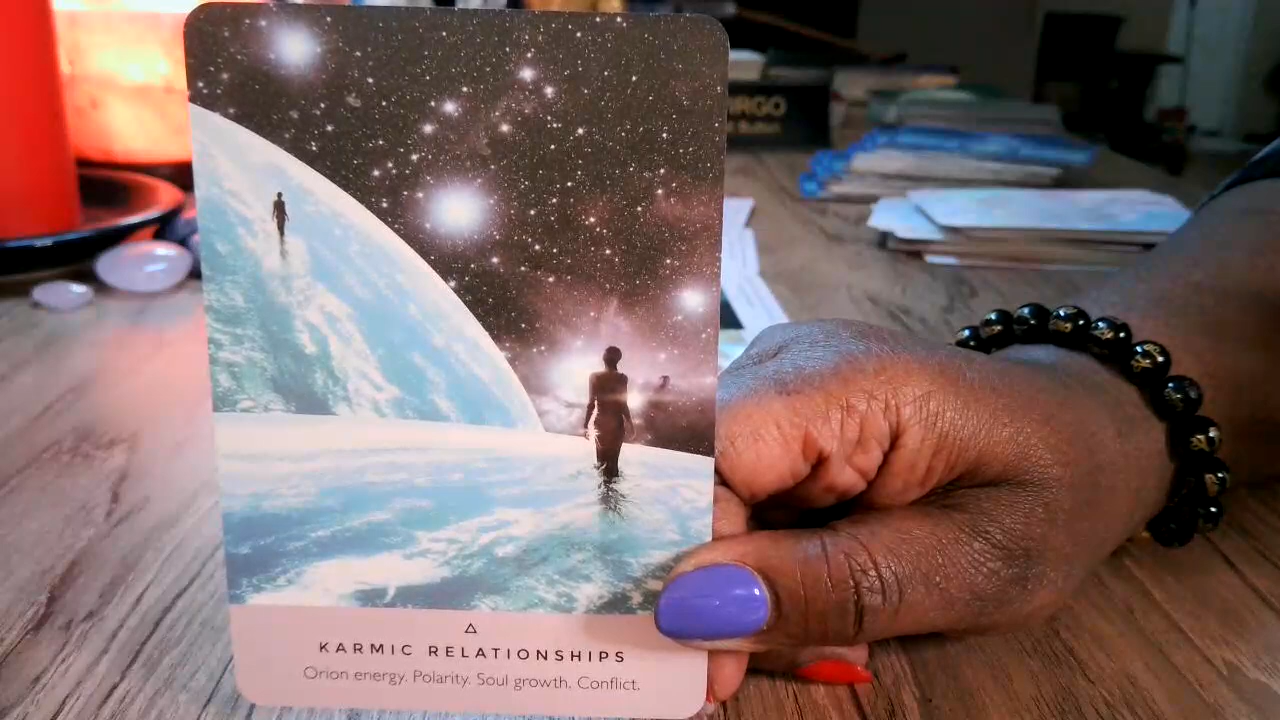 KARMIC RELATIONSHIPS
Orion energy. Polarity. Soul growth. Conflict.